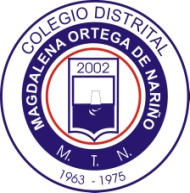 COLEGIO DISTRITAL
MAGDALENA ORTEGA DE NARIÑO
2002
M. T. N.
1963 - 1975